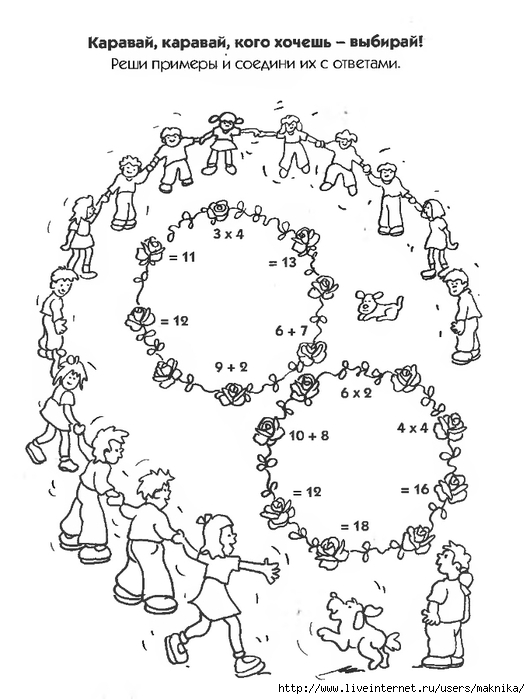 Каравай, каравай, кого хочешь – выбирай!
Реши примеры и соедини их с ответами.
3 x 4
= 11
= 13
= 12
6 + 7
9 + 2
6 x 2
10 + 8
4 x 4
= 12
= 16
= 18
http://www.liveinternet.ru/users/maknika/